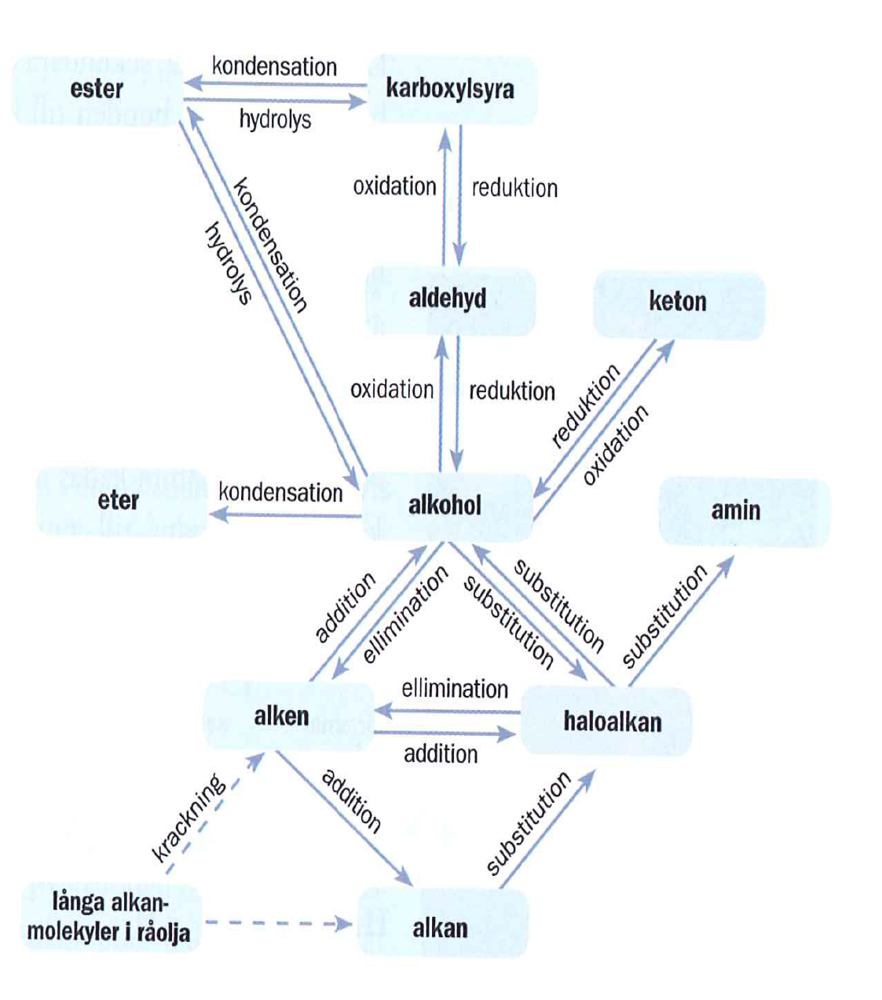 kondensation
ester
karboxylsyra
hydrolys
oxidation
reduktion
kondensation
hydrolys
aldehyd
keton
oxidation
reduktion
reduktion
oxidation
eter
kondensation
alkohol
amin
addition
ellimination
substitution
substitution
substitution
ellimination
alken
haloalkan
addition
krackning
addition
substitution
långa alkan-
molekyler i råolja
alkan